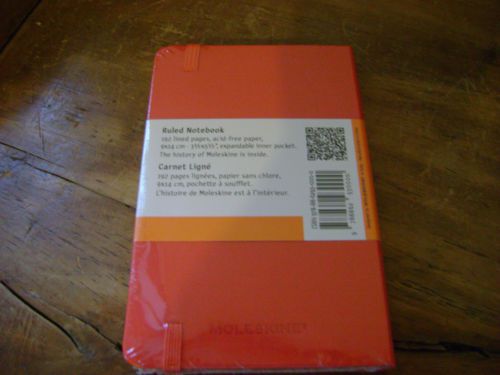 Ruled Notebook
192 lined pages, acid-free paper,
9x14 cm - 3½x5½", expandable inner pocket.
The history of Moleskine is inside.
Carnet Ligné
192 pages lignées, papier sans chlore,
9x14 cm, pochette à soufflet.
L'histoire de Moleskine est à l'intérieur.
MOLESKINE®